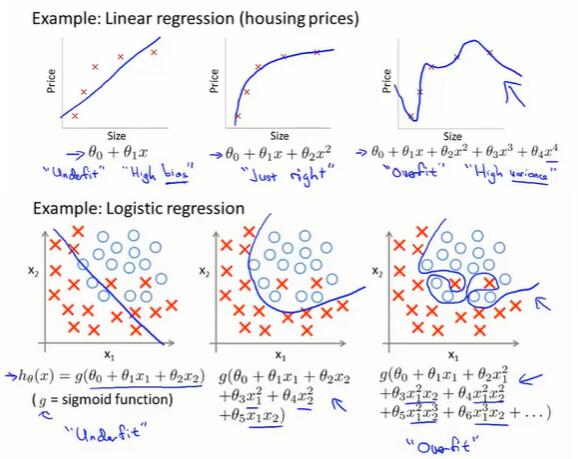 Example: Linear regression (housing prices)
Price Price Price
Size Size Size
→ θ₀ + θ₁x → θ₀ + θ₁x + θ₂x² → θ₀ + θ₁x + θ₂x² + θ₃x³ + θ₄x⁴
"Underfit" "High bias" "Just right" "Overfit" "High variance"
Example: Logistic regression
x₂ x₂ x₂
x₁ x₁ x₁
→ hθ(x) = g(θ₀ + θ₁x₁ + θ₂x₂) g(θ₀ + θ₁x₁ + θ₂x₂ g(θ₀ + θ₁x₁ + θ₂x₁²
(g = sigmoid function) +θ₃x₁² + θ₄x₂² +θ₃x₁²x₂ + θ₄x₁²x₂²
+θ₅x₁x₂) +θ₅x₁²x₂³ + θ₆x₁³x₂ + ...)
"Underfit" "Overfit"